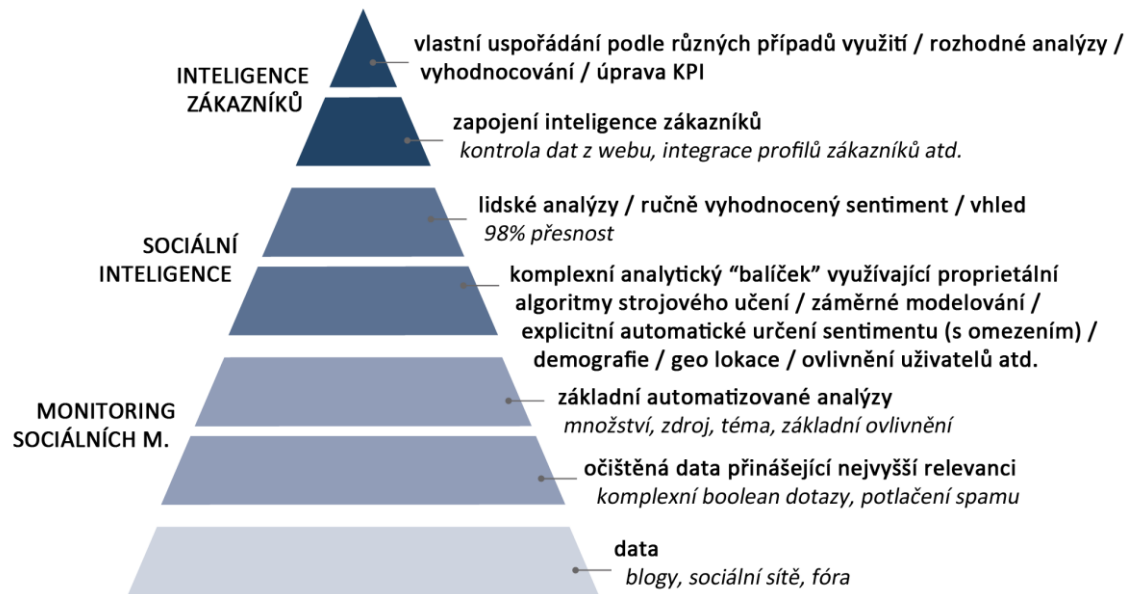 vlastní uspořádání podle různých případů využití / rozhodné analýzy /
vyhodnocování / úprava KPI
INTELIGENCE
ZÁKAZNÍKŮ
zapojení inteligence zákazníků
kontrola dat z webu, integrace profilů zákazníků atd.
lidské analýzy / ručně vyhodnocený sentiment / vhled
98% přesnost
SOCIÁLNÍ
INTELIGENCE
komplexní analytický “balíček” využívající proprietální
algoritmy strojového učení / záměrné modelování /
explicitní automatické určení sentimentu (s omezením) /
demografie / geo lokace / ovlivnění uživatelů atd.
základní automatizované analýzy
množství, zdroj, téma, základní ovlivnění
MONITORING
SOCIÁLNÍCH M.
očištěná data přinášející nejvyšší relevanci
komplexní boolean dotazy, potlačení spamu
data
blogy, sociální sítě, fóra